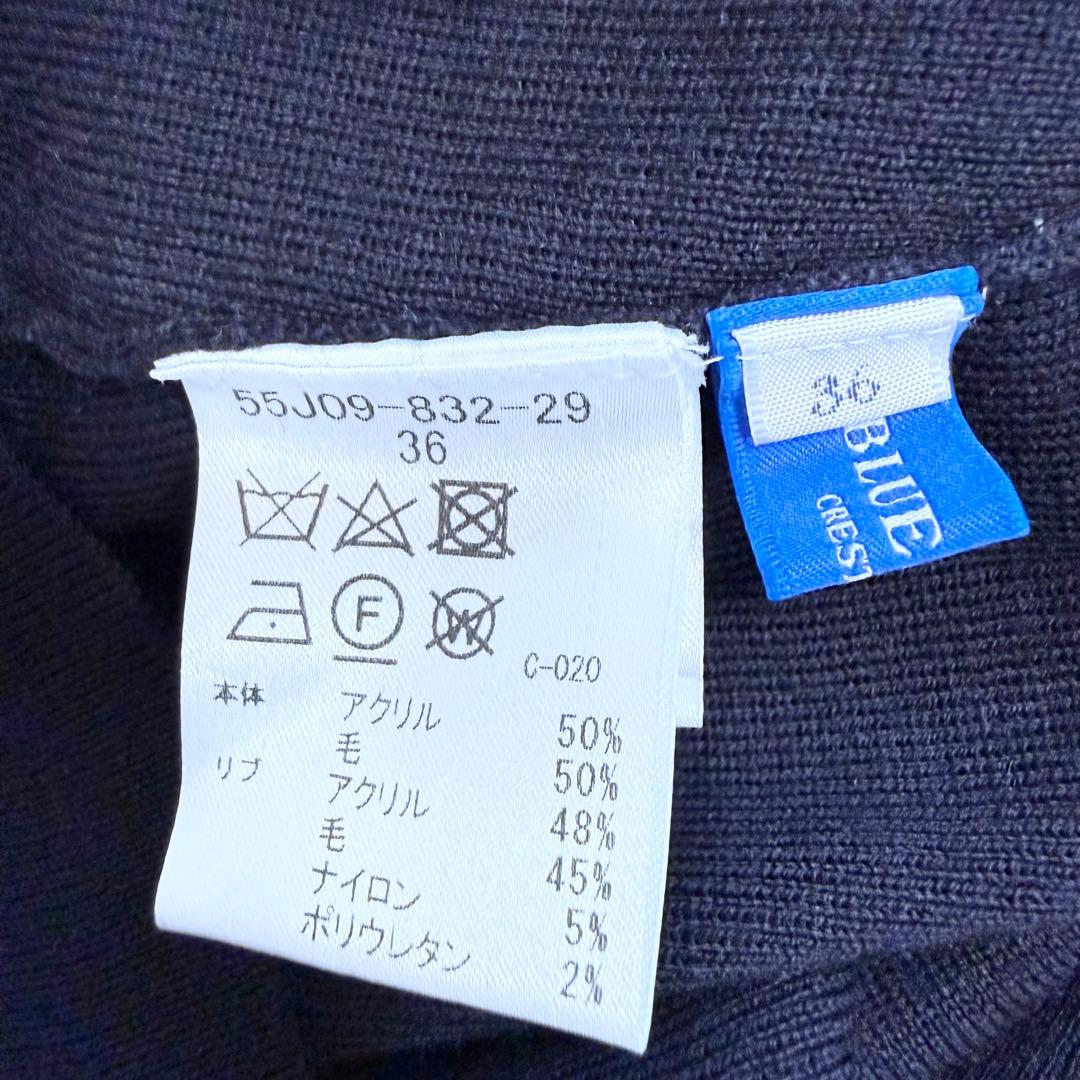 55J09-832-29
36
F
W
C-020
本体 アクリル 50%
毛 50%
リブ アクリル 48%
毛 45%
ナイロン 5%
ポリウレタン 2%
36
BLUE
CREST